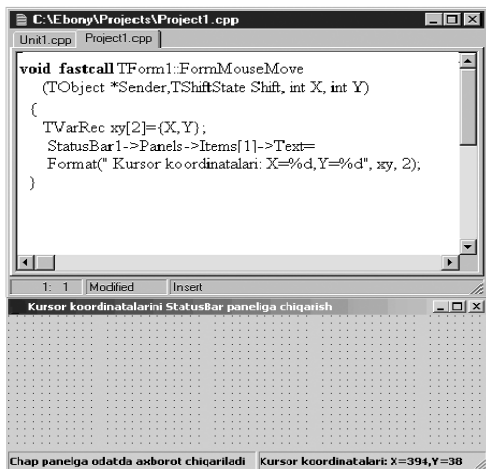 C:\Ebony\Projects\Project1.cpp
Unit1.cpp Project1.cpp
void fastcall TForm1::FormMouseMove
(TObject *Sender,TShiftState Shift, int X, int Y)
{
TVarRec xy[2]={X,Y};
StatusBar1->Panels->Items[1]->Text=
Format(" Kursor koordinatalari: X=%d,Y=%d", xy, 2);
}
1: 1 Modified Insert
Kursor koordinatalarini StatusBar paneliga chiqarish
Chap panelga odatda axborot chiqariladi Kursor koordinatalari: X=394,Y=38